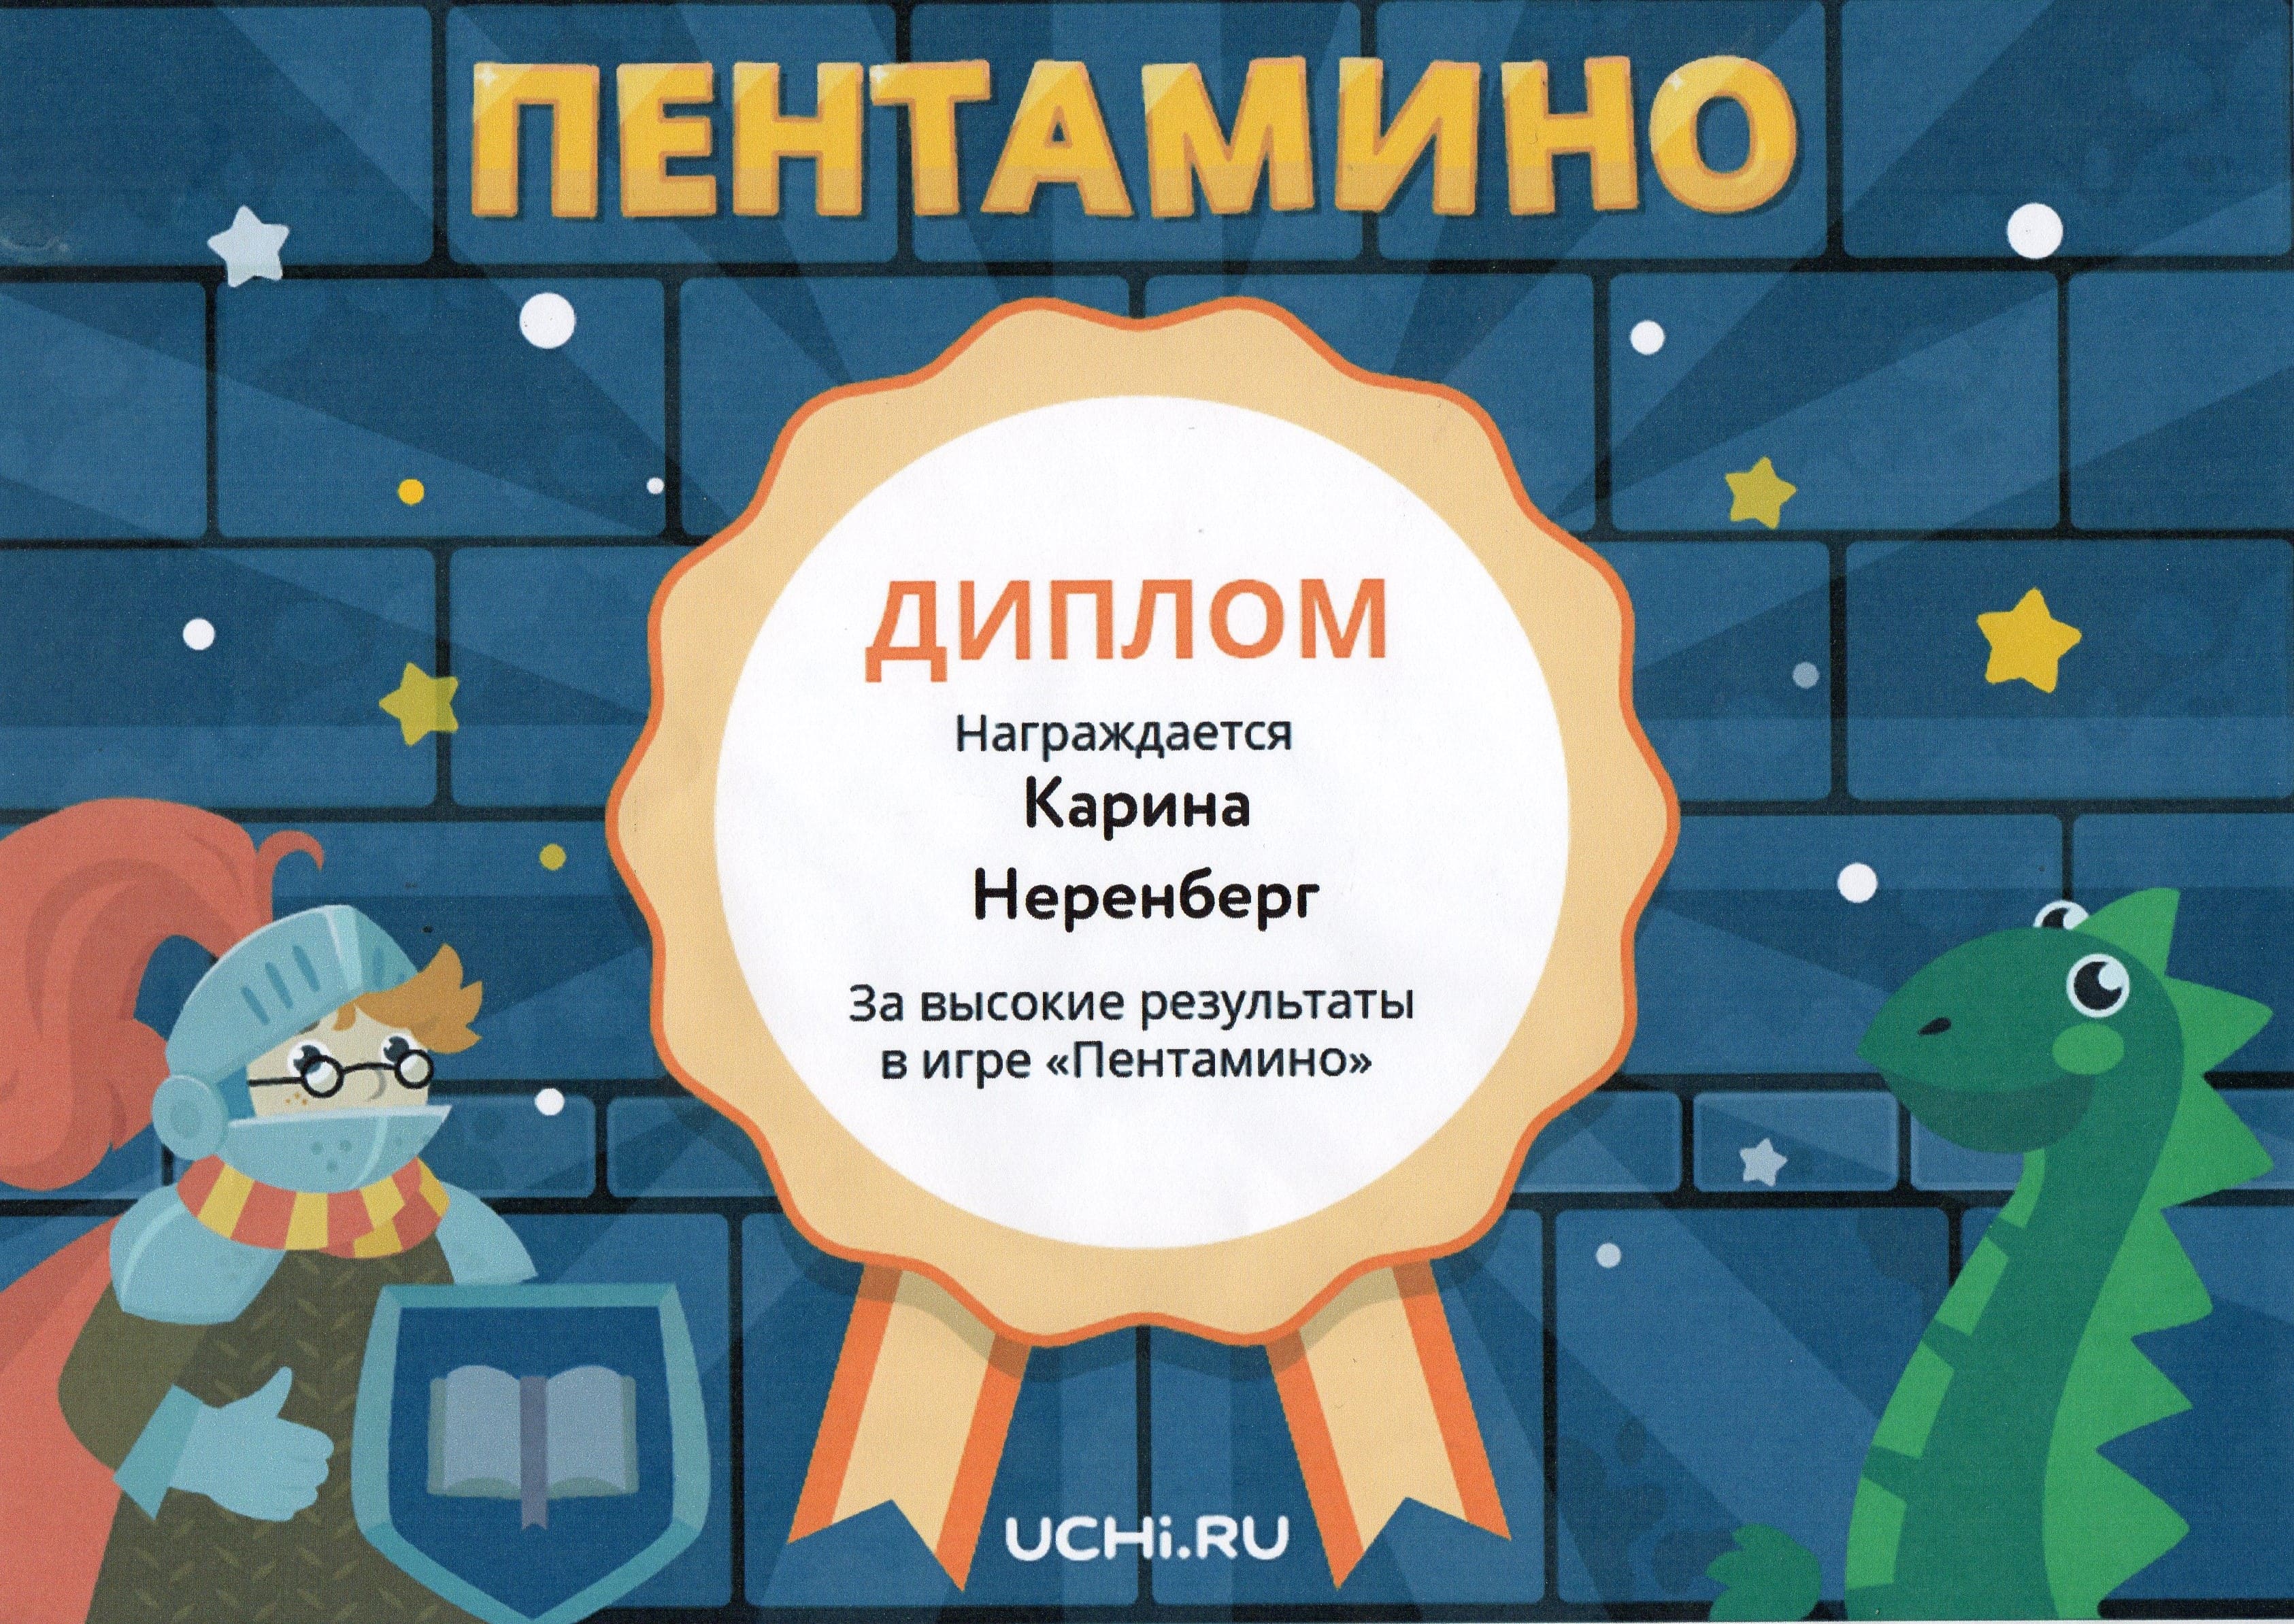 ПЕНТАМИНО
ДИПЛОМ
Награждается
Карина
Неренберг
За высокие результаты
в игре «Пентамино»
UCHi.RU